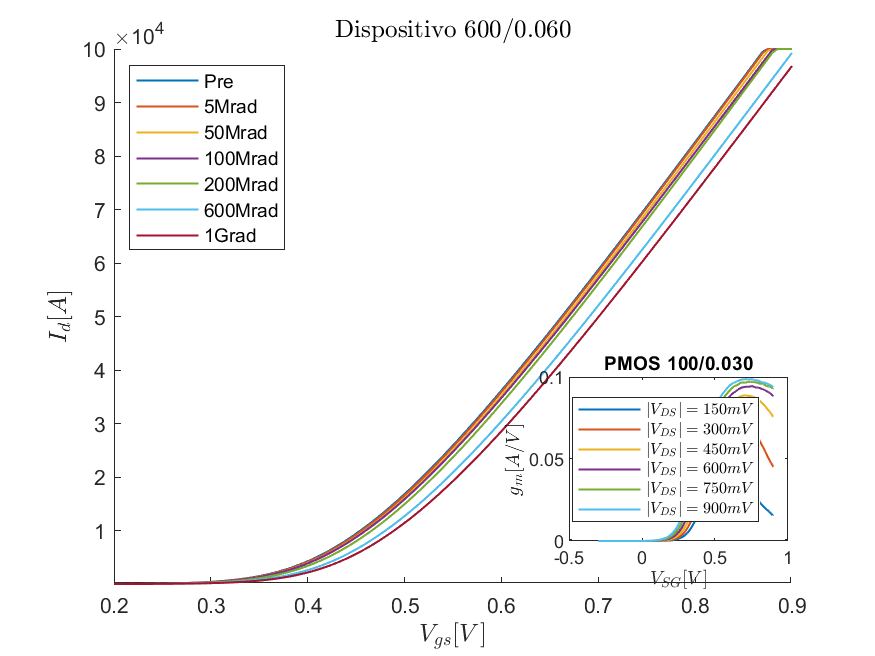 Dispositivo 600/0.060
×10⁴
10
9
8
7
6
5
4
3
2
1
I_d[A]
Pre
5Mrad
50Mrad
100Mrad
200Mrad
600Mrad
1Grad
0.2 0.3 0.4 0.5 0.6 0.7 0.8 0.9
V_gs[V]
PMOS 100/0.030
0.1
0.05
0
g_m[A/V]
|V_DS| = 150mV
|V_DS| = 300mV
|V_DS| = 450mV
|V_DS| = 600mV
|V_DS| = 750mV
|V_DS| = 900mV
-0.5 0 0.5 1
V_SG[V]